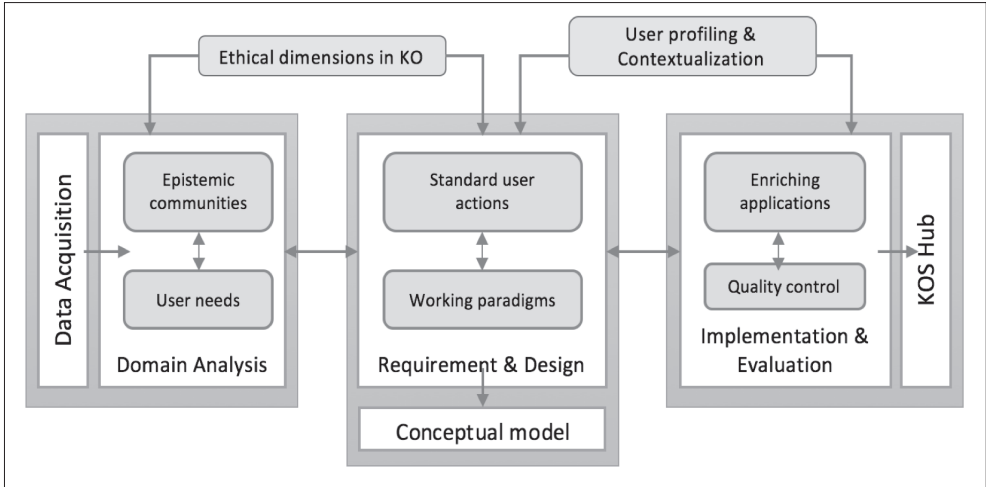 Ethical dimensions in KO
User profiling &
Contextualization
Data Acquisition
Epistemic
communities
User needs
Domain Analysis
Standard user
actions
Working paradigms
Requirement & Design
Conceptual model
Enriching
applications
Quality control
Implementation &
Evaluation
KOS Hub